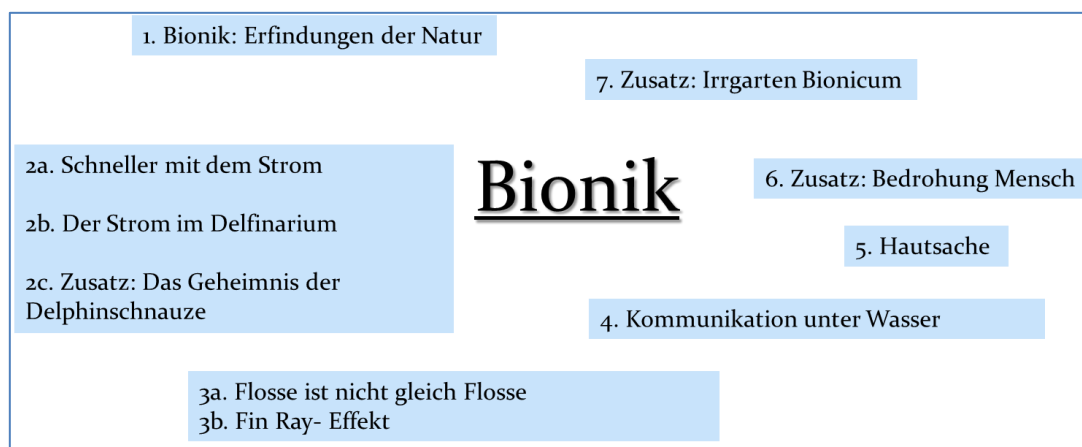 1. Bionik: Erfindungen der Natur
7. Zusatz: Irrgarten Bionicum
2a. Schneller mit dem Strom
2b. Der Strom im Delfinarium
2c. Zusatz: Das Geheimnis der
Delphinschnauze
Bionik
6. Zusatz: Bedrohung Mensch
5. Hautsache
4. Kommunikation unter Wasser
3a. Flosse ist nicht gleich Flosse
3b. Fin Ray- Effekt